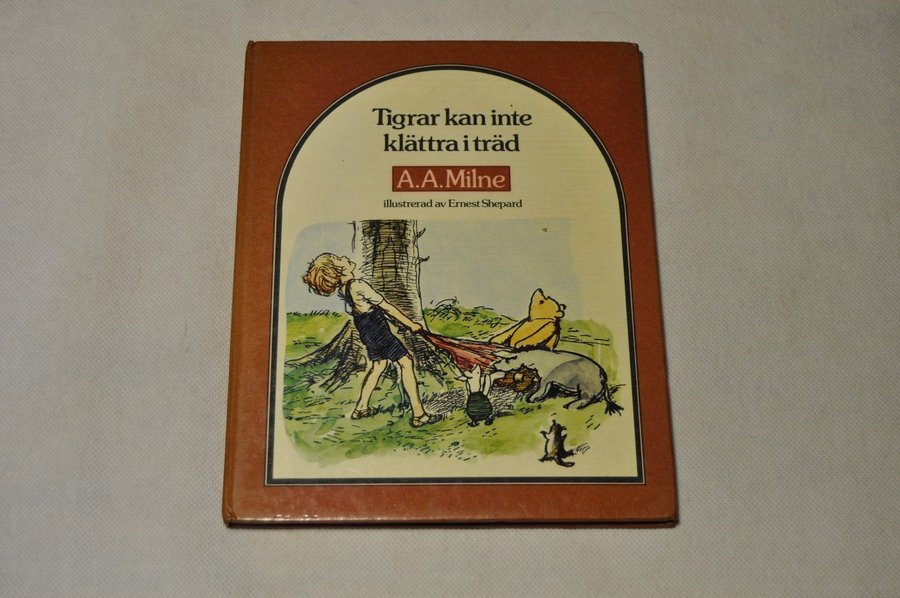 Tigrar kan inte
klättra i träd
A.A.Milne
illustrerad av Ernest Shepard